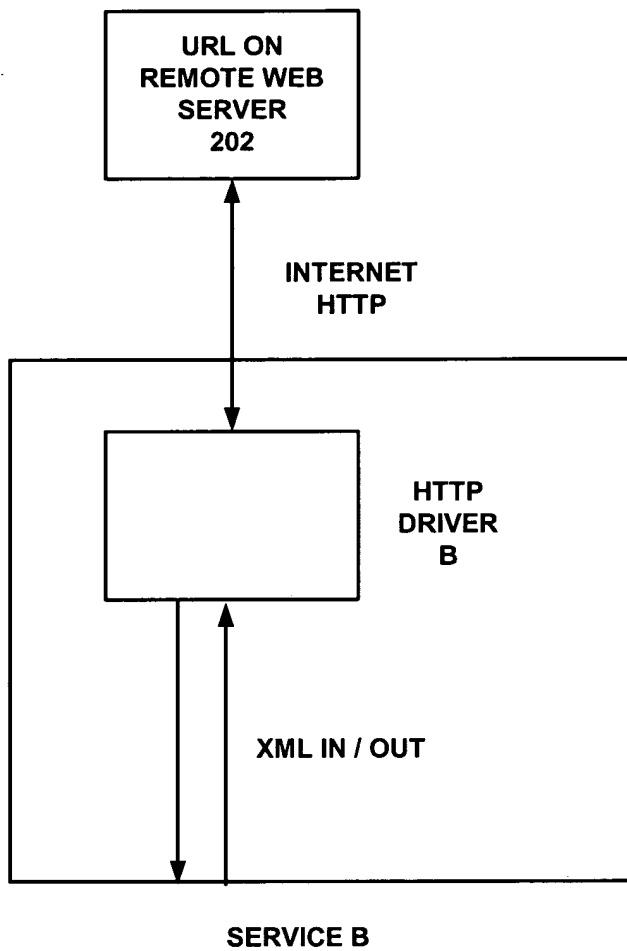 URL ON
REMOTE WEB
SERVER
202
INTERNET
HTTP
HTTP
DRIVER
B
XML IN / OUT
SERVICE B